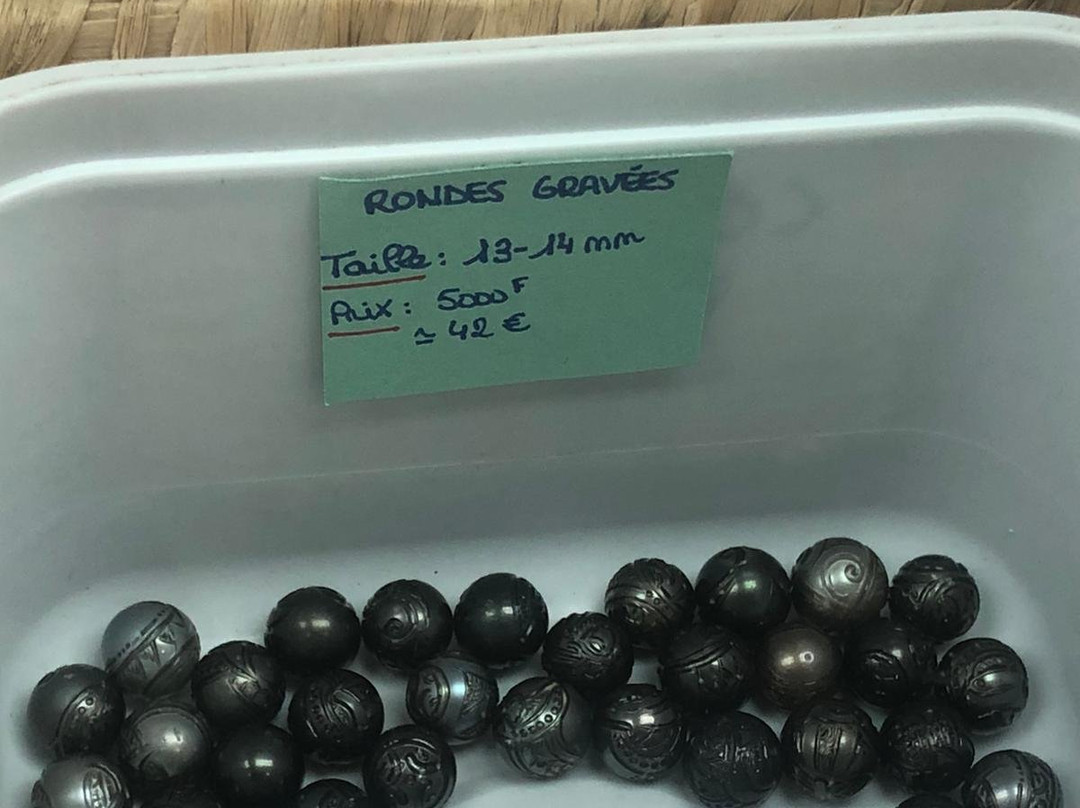 RONDES GRAVÉES
Taille : 13-14 mm
Prix : 5000 F
≃ 42 €